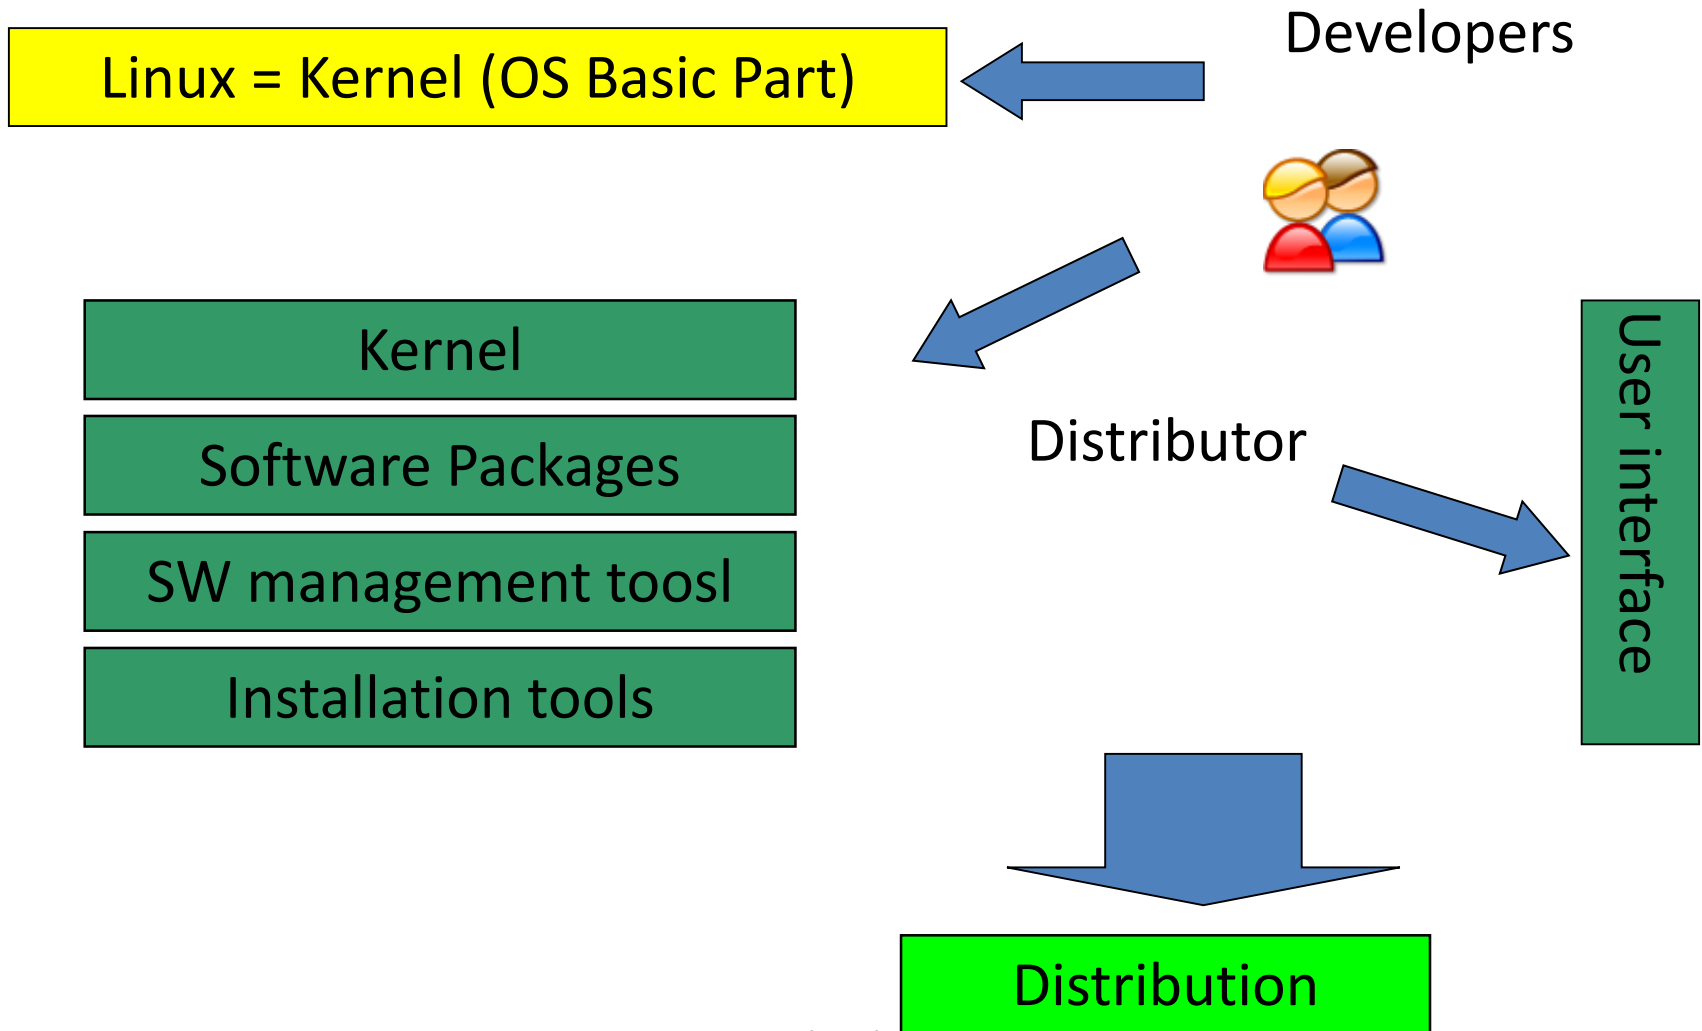 Developers
Linux = Kernel (OS Basic Part)
Kernel
Software Packages
SW management toosl
Installation tools
Distributor
User interface
Distribution